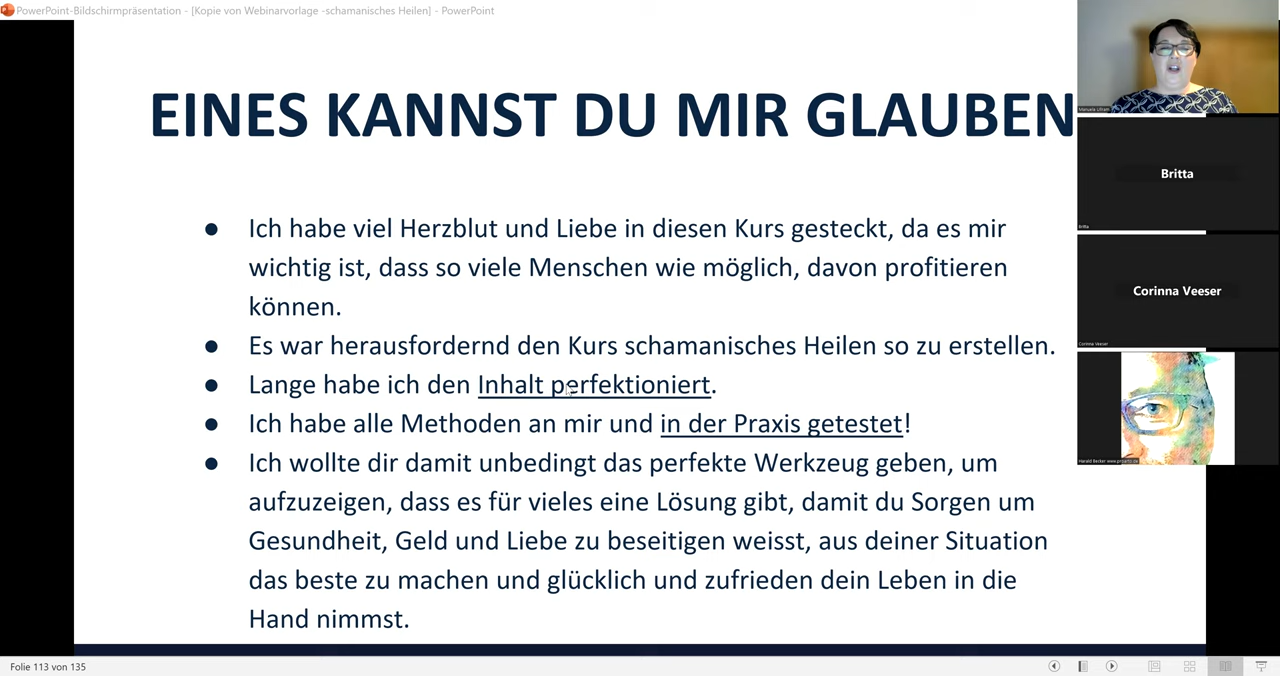 PowerPoint-Bildschirmpräsentation - [Kopie von Webinarvorlage -schamanisches Heilen] - PowerPoint
EINES KANNST DU MIR GLAUBEN
● Ich habe viel Herzblut und Liebe in diesen Kurs gesteckt, da es mir
wichtig ist, dass so viele Menschen wie möglich, davon profitieren
können.
● Es war herausfordernd den Kurs schamanisches Heilen so zu erstellen.
● Lange habe ich den Inhalt perfektioniert.
● Ich habe alle Methoden an mir und in der Praxis getestet!
● Ich wollte dir damit unbedingt das perfekte Werkzeug geben, um
aufzuzeigen, dass es für vieles eine Lösung gibt, damit du Sorgen um
Gesundheit, Geld und Liebe zu beseitigen weisst, aus deiner Situation
das beste zu machen und glücklich und zufrieden dein Leben in die
Hand nimmst.
Manuela
Britta
Britta
Corinna Veeser
Corinna Veeser
Harald Becker
Folie 113 von 135